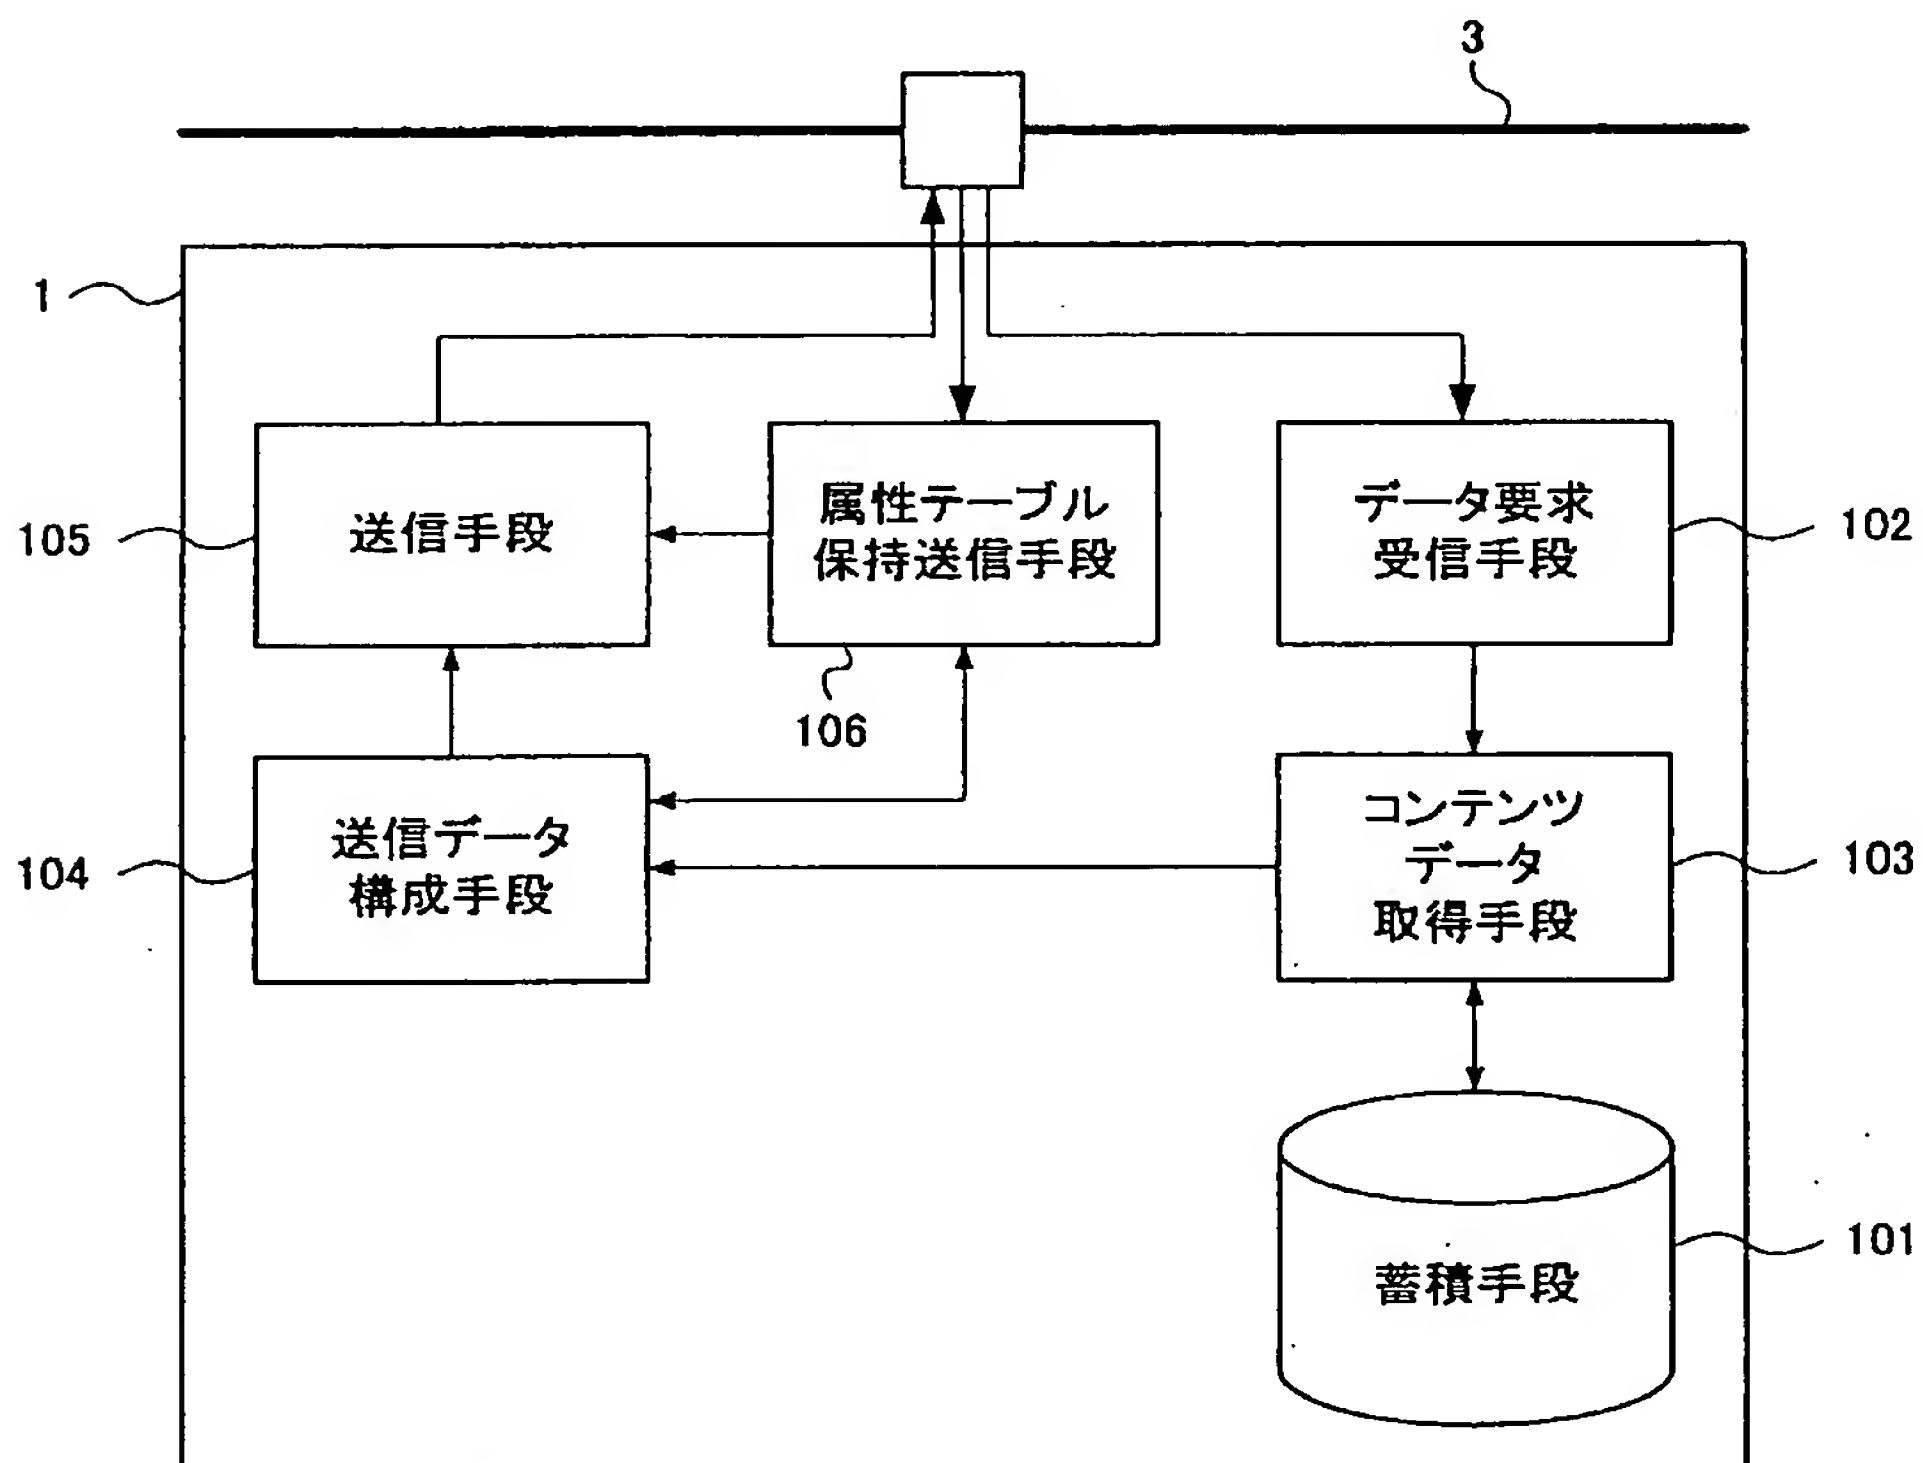 3
1
105
送信手段
属性テーブル
保持送信手段
データ要求
受信手段
102
106
104
送信データ
構成手段
コンテンツ
データ
取得手段
103
蓄積手段
101